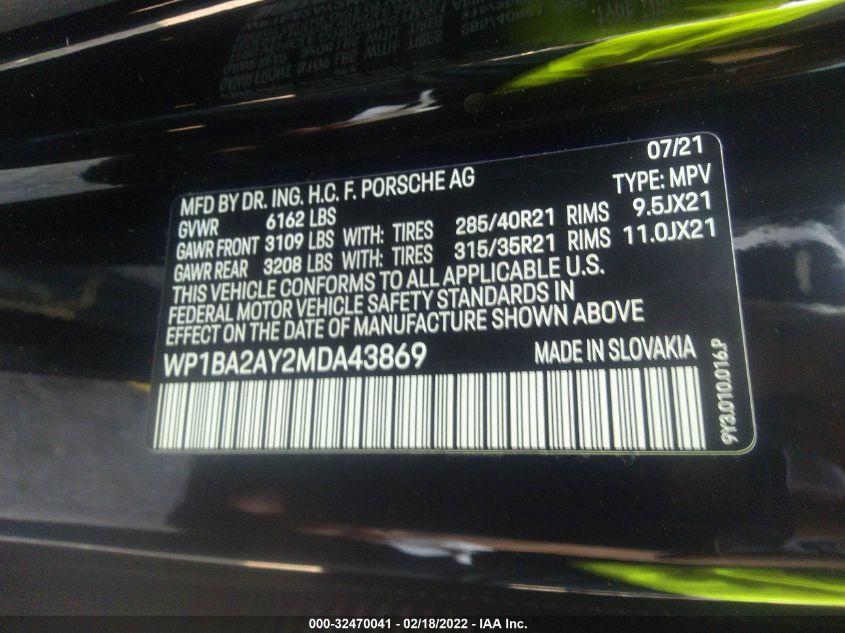 07/21
MFD BY DR. ING. H.C. F. PORSCHE AG TYPE: MPV
GVWR 6162 LBS
GAWR FRONT 3109 LBS WITH: TIRES 285/40R21 RIMS 9.5JX21
GAWR REAR 3208 LBS WITH: TIRES 315/35R21 RIMS 11.0JX21
THIS VEHICLE CONFORMS TO ALL APPLICABLE U.S.
FEDERAL MOTOR VEHICLE SAFETY STANDARDS IN
EFFECT ON THE DATE OF MANUFACTURE SHOWN ABOVE
WP1BA2AY2MDA43869 MADE IN SLOVAKIA
9Y3.010.016.P
000-32470041 - 02/18/2022 - IAA Inc.